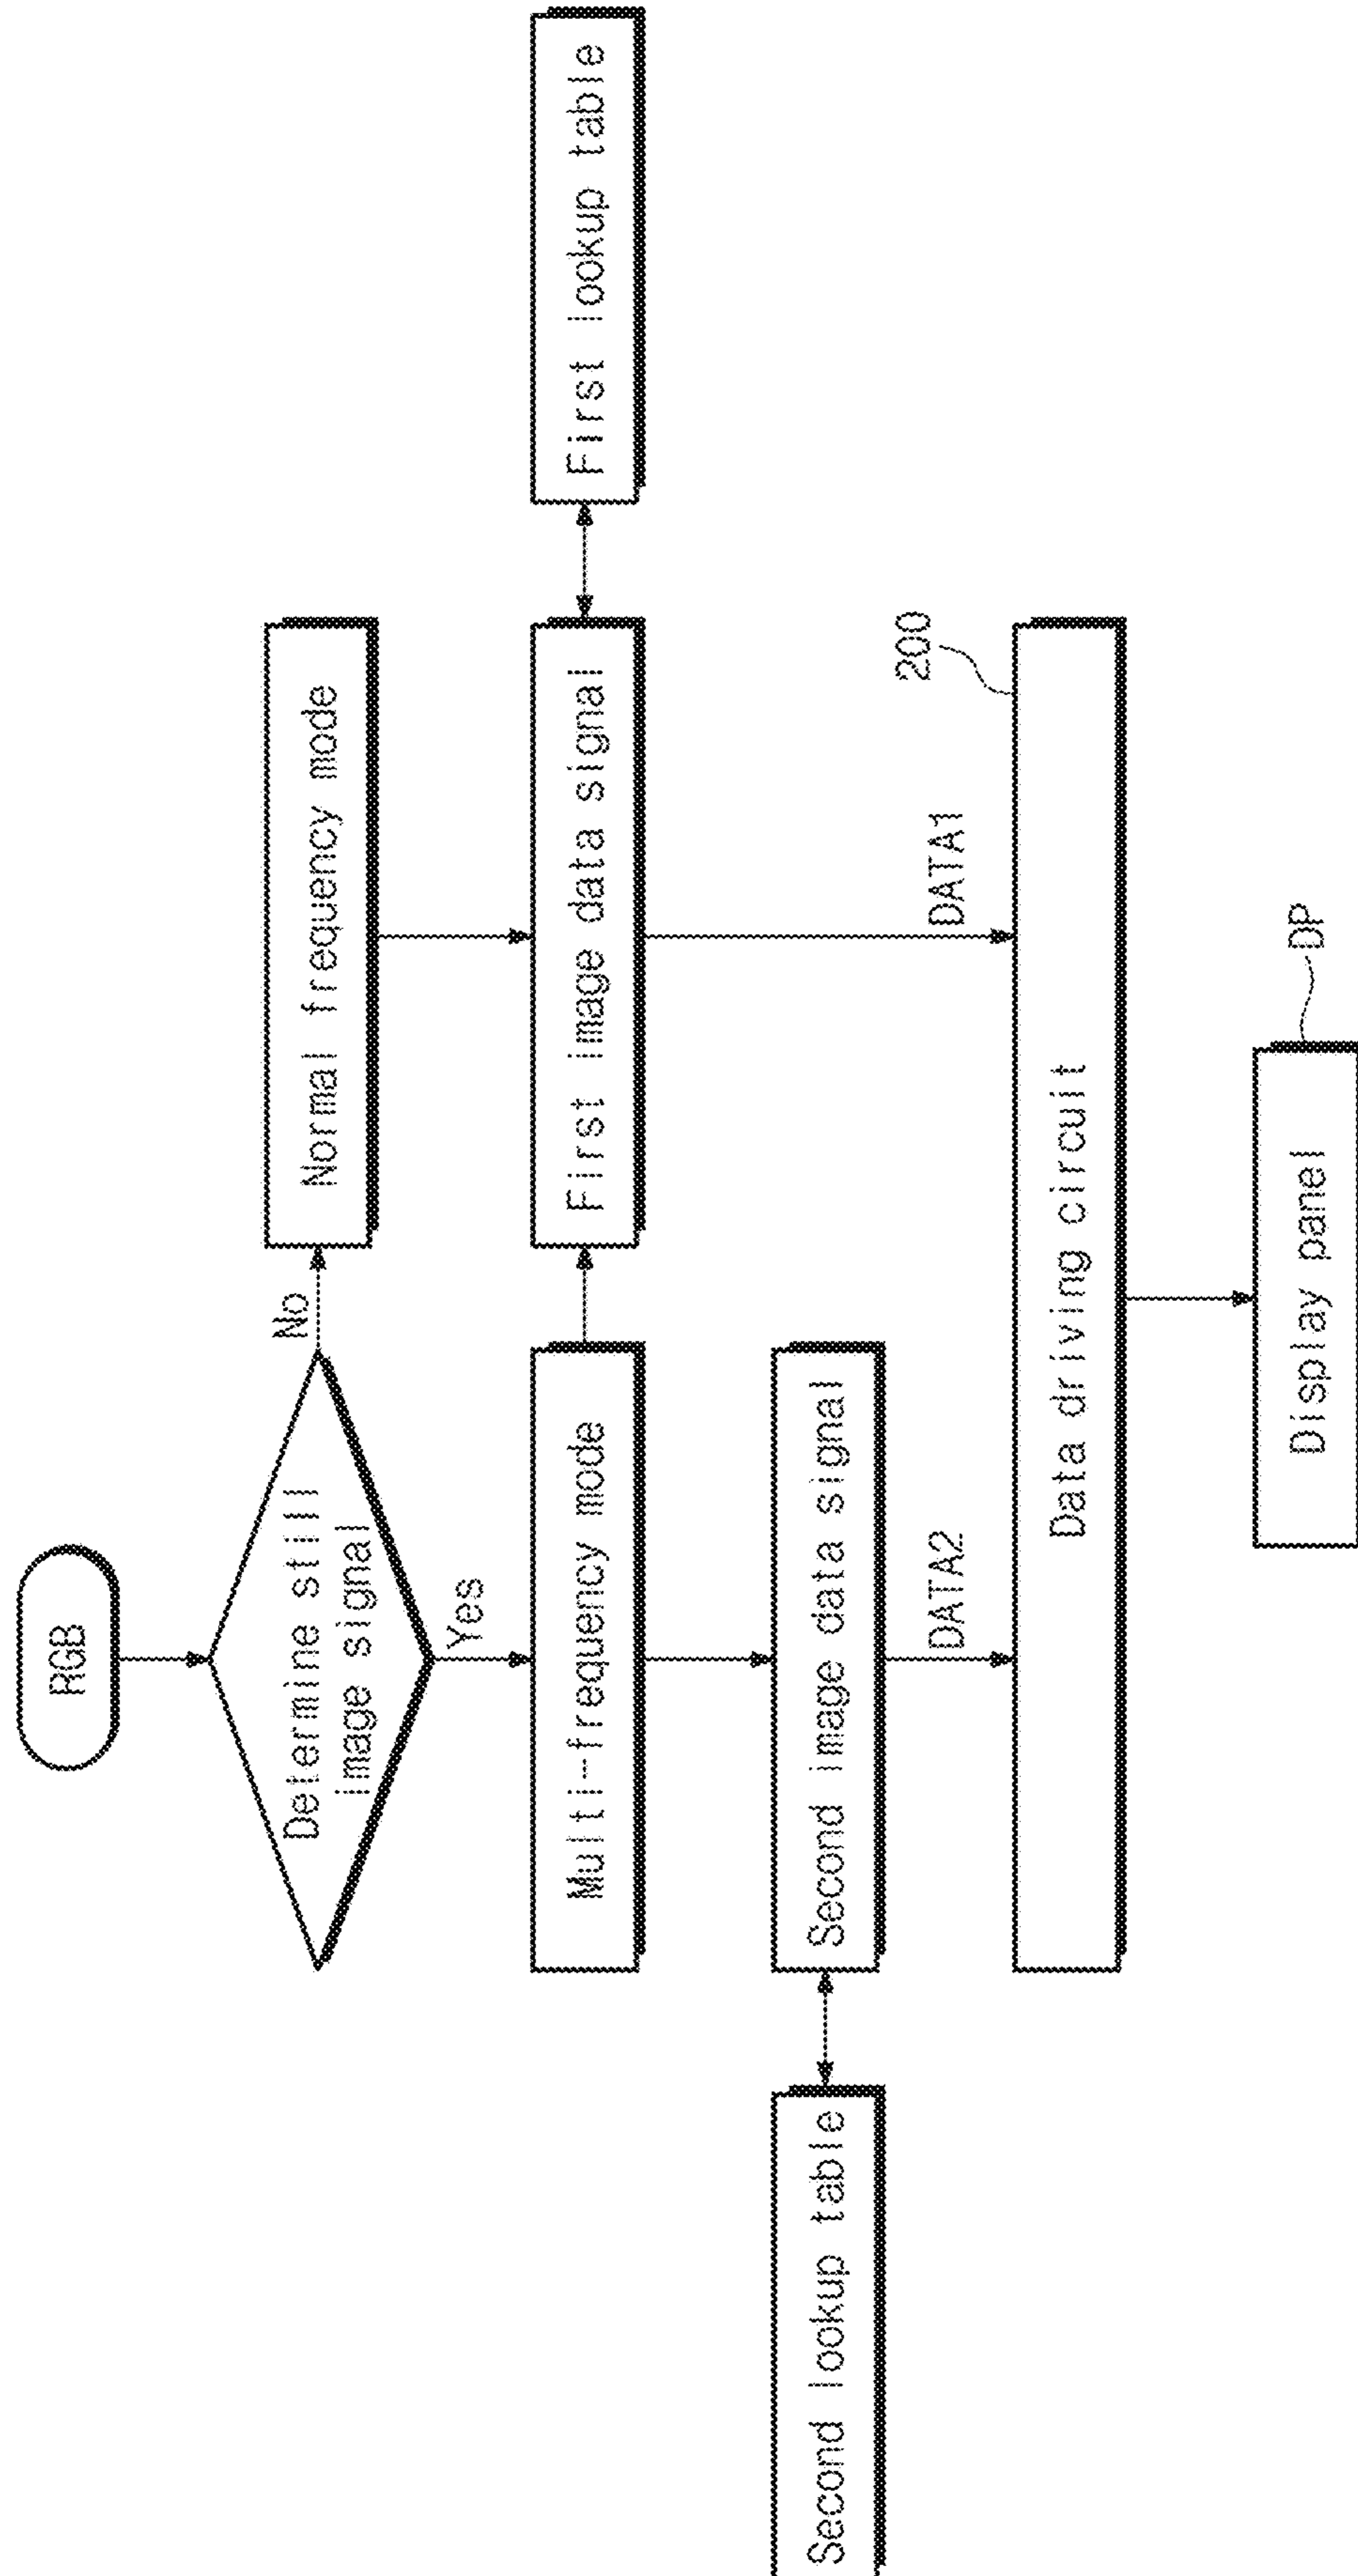 RGB
Determine still
image signal
No
Yes
Normal frequency mode
Multi-frequency mode
First image data signal
First lookup table
Second lookup table
Second image data signal
DATA2
DATA1
200
Data driving circuit
Display panel
DP